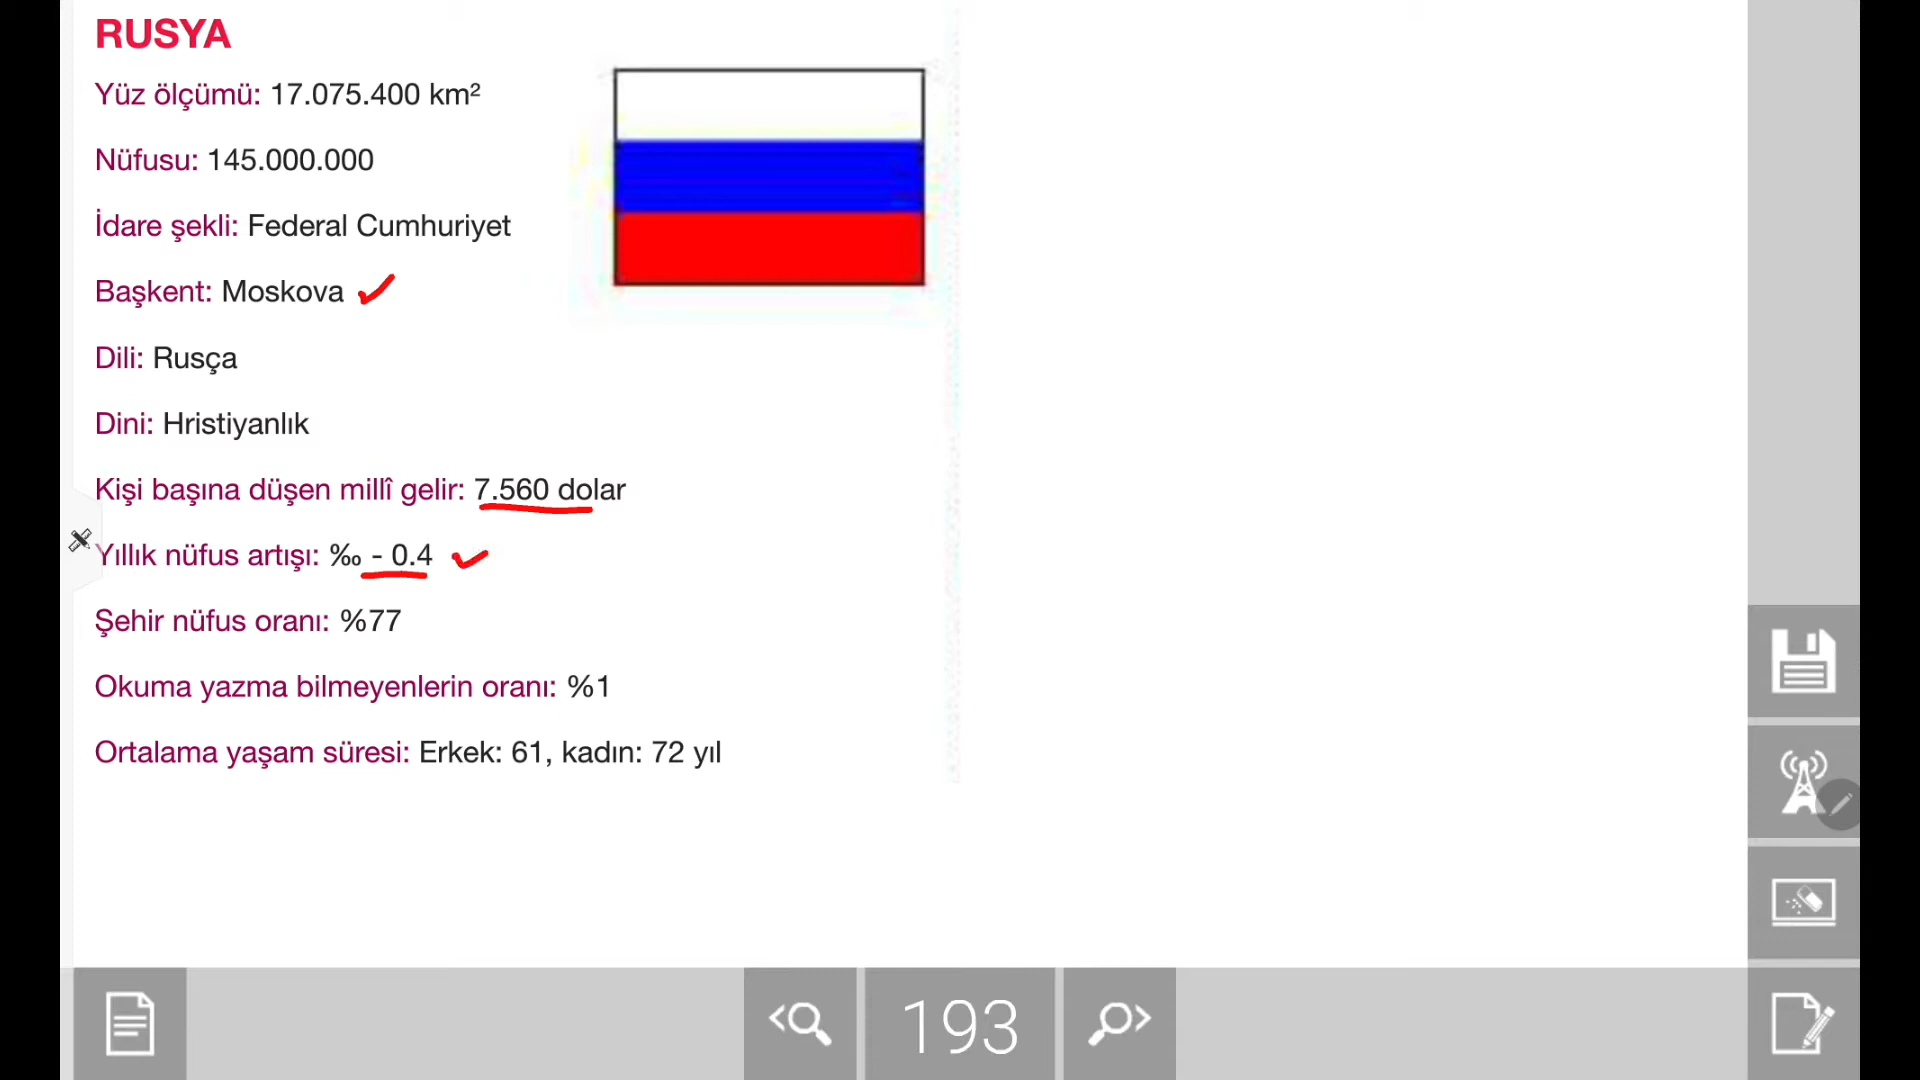 RUSYA
Yüz ölçümü: 17.075.400 km²
Nüfusu: 145.000.000
İdare şekli: Federal Cumhuriyet
Başkent: Moskova
Dili: Rusça
Dini: Hristiyanlık
Kişi başına düşen millî gelir: 7.560 dolar
Yıllık nüfus artışı: ‰ - 0.4
Şehir nüfus oranı: %77
Okuma yazma bilmeyenlerin oranı: %1
Ortalama yaşam süresi: Erkek: 61, kadın: 72 yıl
193